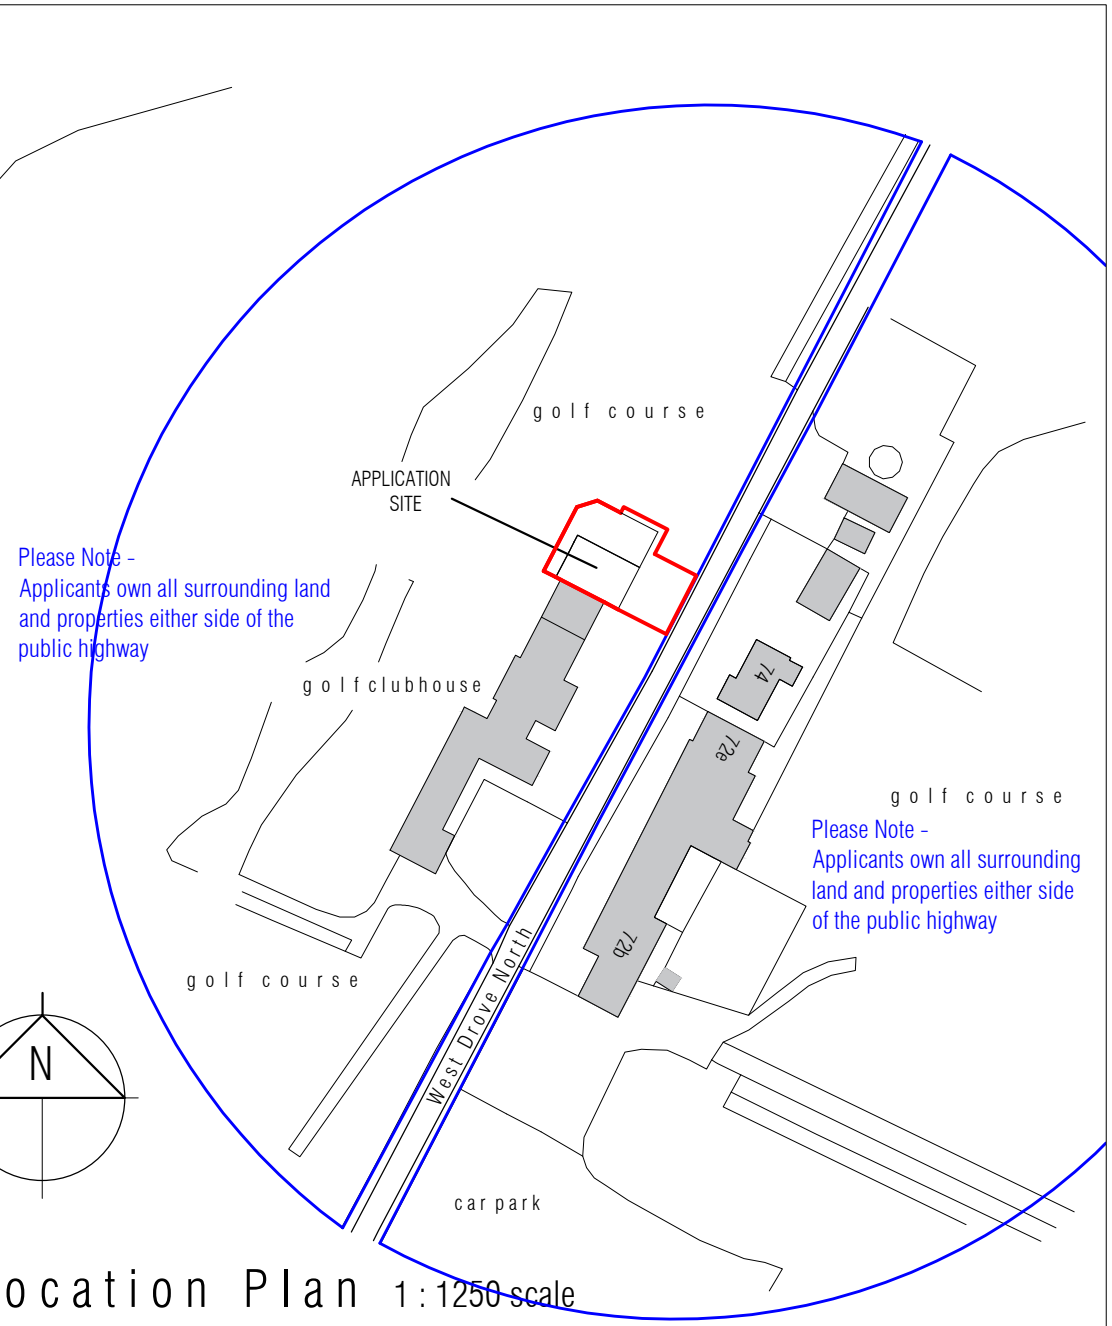 golf course
APPLICATION
SITE
Please Note -
Applicants own all surrounding land
and properties either side of the
public highway
golf clubhouse
74
72e
golf course
Please Note -
Applicants own all surrounding
land and properties either side
of the public highway
72b
West Drove North
golf course
N
car park
ocation Plan 1 : 1250 scale